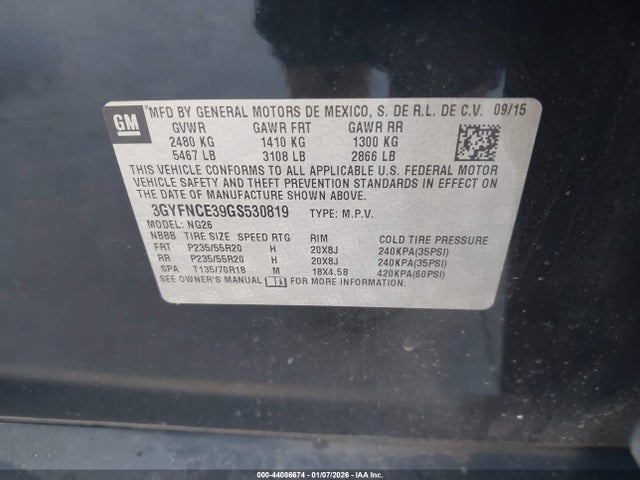 GM
MFD BY GENERAL MOTORS DE MEXICO, S. DE R.L. DE C.V. 09/15
GVWR GAWR FRT GAWR RR
2480 KG 1410 KG 1300 KG
5467 LB 3108 LB 2866 LB
THIS VEHICLE CONFORMS TO ALL APPLICABLE U.S. FEDERAL MOTOR
VEHICLE SAFETY AND THEFT PREVENTION STANDARDS IN EFFECT ON
THE DATE OF MANUFACTURE SHOWN ABOVE.
3GYFNCE39GS530819 TYPE: M.P.V.
MODEL: NG26
NBBB TIRE SIZE SPEED RTG RIM COLD TIRE PRESSURE
FRT P235/55R20 H 20X8J 240KPA(35PSI)
RR P235/55R20 H 20X8J 240KPA(35PSI)
SPA T135/70R18 M 18X4.5B 420KPA(60PSI)
SEE OWNER'S MANUAL FOR MORE INFORMATION.
000-44086674 | 01/07/2026 | IAA Inc.